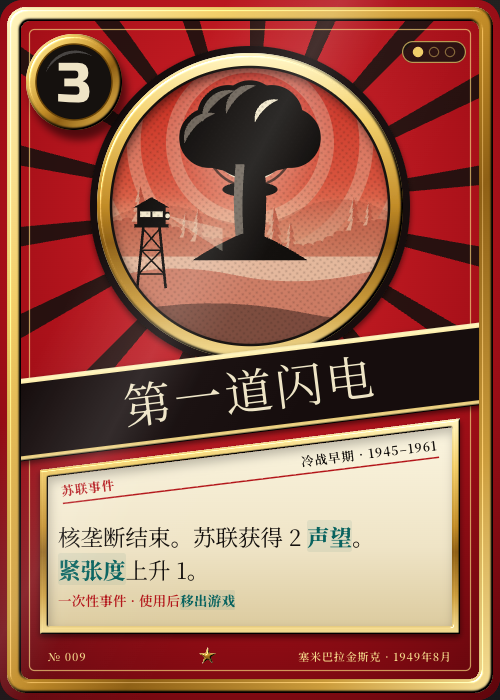 3
第一道闪电
冷战早期 · 1945–1961
苏联事件
核垄断结束。苏联获得 2 声望。
紧张度上升 1。
一次性事件 · 使用后移出游戏
№ 009
塞米巴拉金斯克 · 1949年8月